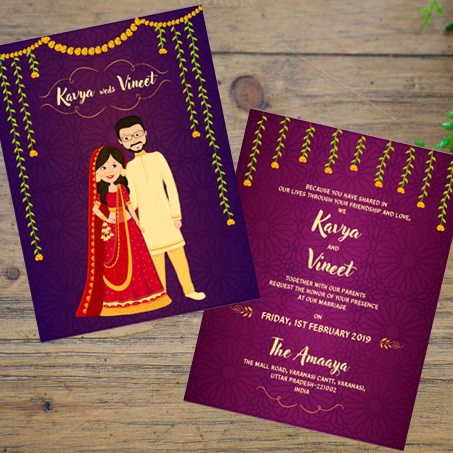 Kavya weds Vineet
BECAUSE YOU HAVE SHARED IN
OUR LIVES THROUGH YOUR FRIENDSHIP AND LOVE,
WE
Kavya
AND
Vineet
TOGETHER WITH OUR PARENTS
REQUEST THE HONOR OF YOUR PRESENCE
AT OUR MARRIAGE
ON
FRIDAY, 1ST FEBRUARY 2019
The Amaaya
THE MALL ROAD, VARANASI CANTT, VARANASI,
UTTAR PRADESH-221002
INDIA